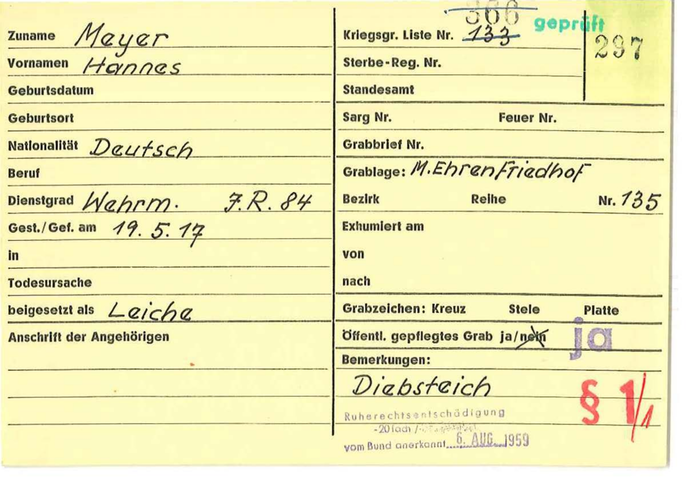 Zuname Meyer
Vornamen Hannes
Geburtsdatum
Geburtsort
Nationalität Deutsch
Beruf
Dienstgrad Wehrm. J.R. 84
Gest./Gef. am 19.5.17
in
Todesursache
beigesetzt als Leiche
Anschrift der Angehörigen
866 geprüft
Kriegsgr. Liste Nr. 133
297
Sterbe-Reg. Nr.
Standesamt
Sarg Nr. Feuer Nr.
Grabbrief Nr.
Grablage: M. Ehrenfriedhof
Bezirk Reihe Nr. 135
Exhumiert am
von
nach
Grabzeichen: Kreuz Stele Platte
Öffentl. gepflegtes Grab ja/nein ja
Bemerkungen:
Diebsteich
§ 1/1
Ruherechtsentschädigung
-20fach/
vom Bund anerkannt 6. AUG. 1959